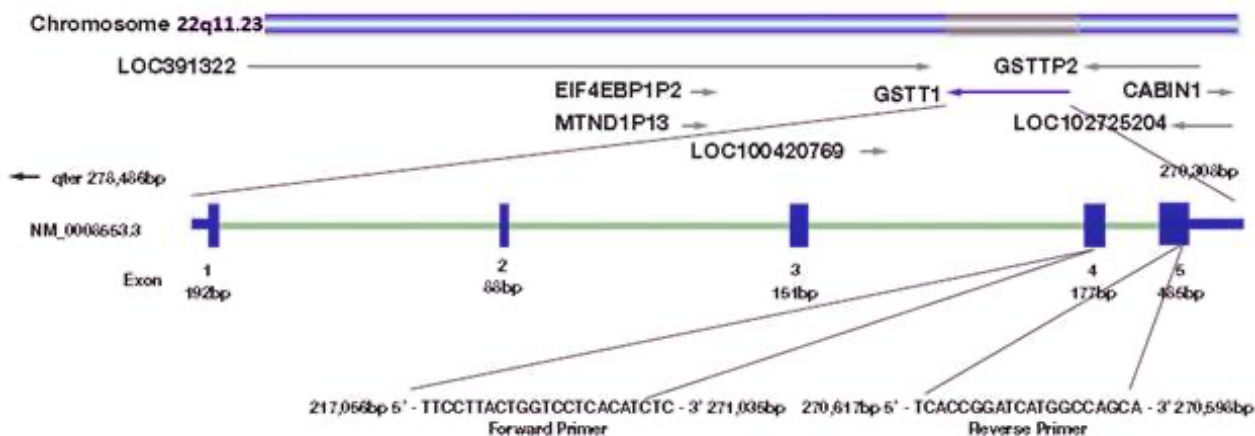 Chromosome 22q11.23
LOC391322
GSTTP2
EIF4EBP1P2
GSTT1
CABIN1
MTND1P13
LOC102725204
LOC100420769
qter 278,486bp
270,308bp
NM_0008553.3
Exon
1
2
3
4
5
192bp
88bp
151bp
177bp
485bp
217,056bp 5' - TTCCTTACTGGTCCTCACATCTC - 3' 271,035bp
270,617bp 5' - TCACCGGATCATGGCCAGCA - 3' 270,598bp
Forward Primer
Reverse Primer